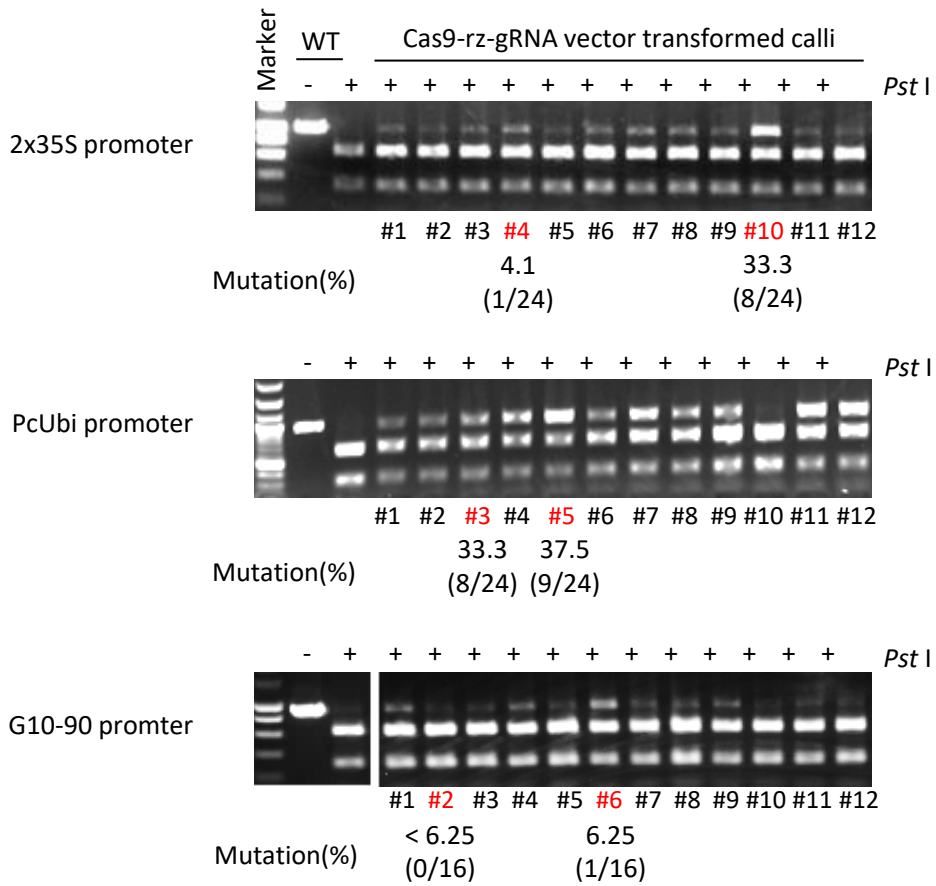 Marker
WT
Cas9-rz-gRNA vector transformed calli
- + + + + + + + + + + + + Pst I
2x35S promoter
#1 #2 #3 #4 #5 #6 #7 #8 #9 #10 #11 #12
4.1 33.3
Mutation(%)
(1/24) (8/24)
- + + + + + + + + + + + + Pst I
PcUbi promoter
#1 #2 #3 #4 #5 #6 #7 #8 #9 #10 #11 #12
33.3 37.5
Mutation(%)
(8/24) (9/24)
- + + + + + + + + + + + + Pst I
G10-90 promter
#1 #2 #3 #4 #5 #6 #7 #8 #9 #10 #11 #12
< 6.25 6.25
Mutation(%)
(0/16) (1/16)